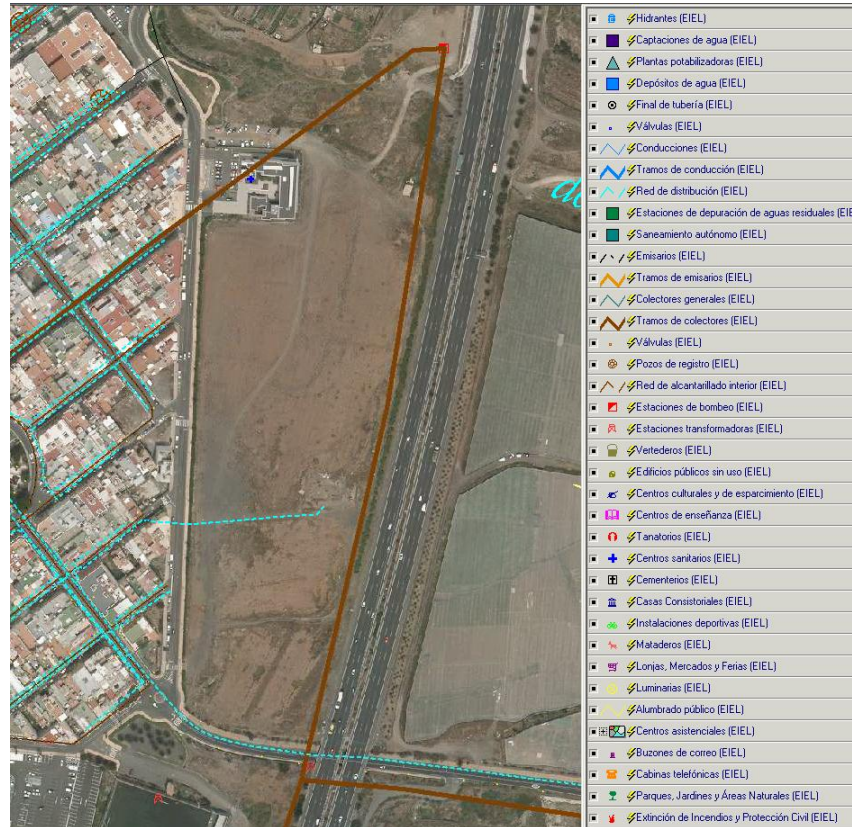 Hidrantes (EIEL)
Captaciones de agua (EIEL)
Plantas potabilizadoras (EIEL)
Depósitos de agua (EIEL)
Final de tubería (EIEL)
Válvulas (EIEL)
Conducciones (EIEL)
Tramos de conducción (EIEL)
Red de distribución (EIEL)
Estaciones de depuración de aguas residuales (EIE
Saneamiento autónomo (EIEL)
Emisarios (EIEL)
Tramos de emisarios (EIEL)
Colectores generales (EIEL)
Tramos de colectores (EIEL)
Válvulas (EIEL)
Pozos de registro (EIEL)
Red de alcantarillado interior (EIEL)
Estaciones de bombeo (EIEL)
Estaciones transformadoras (EIEL)
Vertederos (EIEL)
Edificios públicos sin uso (EIEL)
Centros culturales y de esparcimiento (EIEL)
Centros de enseñanza (EIEL)
Tanatorios (EIEL)
Centros sanitarios (EIEL)
Cementerios (EIEL)
Casas Consistoriales (EIEL)
Instalaciones deportivas (EIEL)
Mataderos (EIEL)
Lonjas, Mercados y Ferias (EIEL)
Luminarias (EIEL)
Alumbrado público (EIEL)
Centros asistenciales (EIEL)
Buzones de correo (EIEL)
Cabinas telefónicas (EIEL)
Parques, Jardines y Áreas Naturales (EIEL)
Extinción de Incendios y Protección Civil (EIEL)